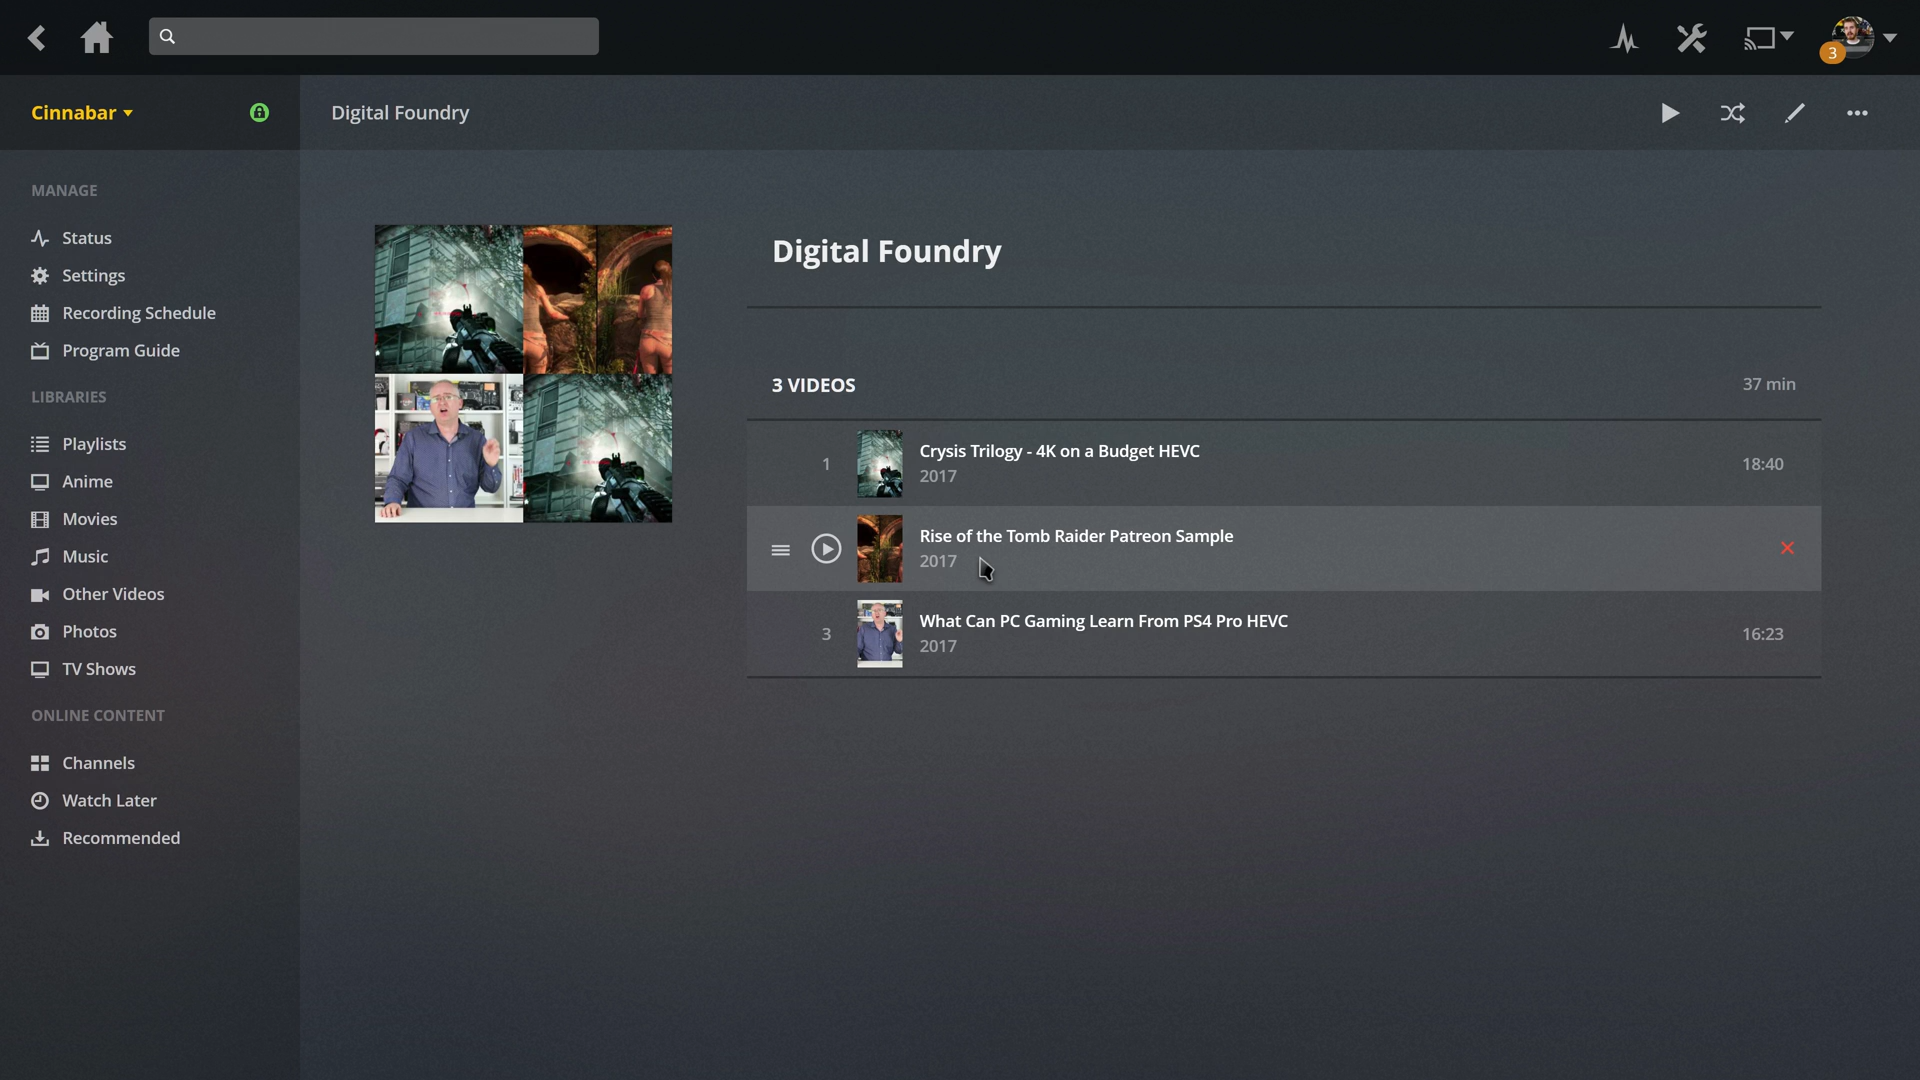 3
Cinnabar
Digital Foundry
MANAGE
Status
Settings
Recording Schedule
Program Guide
LIBRARIES
Playlists
Anime
Movies
Music
Other Videos
Photos
TV Shows
ONLINE CONTENT
Channels
Watch Later
Recommended
Digital Foundry
3 VIDEOS
37 min
1
Crysis Trilogy - 4K on a Budget HEVC
2017
18:40
Rise of the Tomb Raider Patreon Sample
2017
3
What Can PC Gaming Learn From PS4 Pro HEVC
2017
16:23